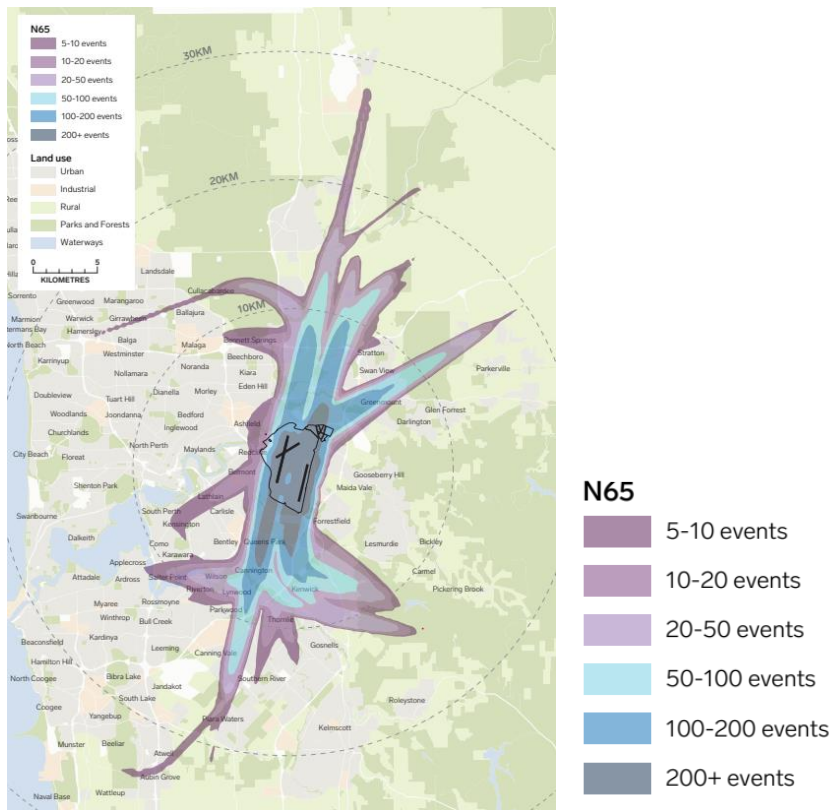 N65
5-10 events
10-20 events
20-50 events
50-100 events
100-200 events
200+ events
Land use
Urban
Industrial
Rural
Parks and Forests
Waterways
0 5
KILOMETRES
30KM
20KM
10KM
Landsdale
Cullacabardee
Sorrento
Greenwood
Marangaroo
Marmion
Warwick
Girrawheen
Ballajura
Hamersley
North Beach
Balga
Malaga
Bennett Springs
Karrinyup
Westminster
Beechboro
Stratton
Nollamara
Noranda
Kiara
Swan View
Parkerville
Doubleview
Dianella
Morley
Eden Hill
Tuart Hill
Greenmount
Woodlands
Joondanna
Bedford
Glen Forrest
Churchlands
Inglewood
Ashfield
Darlington
City Beach
Floreat
North Perth
Maylands
Gooseberry Hill
Shenton Park
Belmont
Maida Vale
Lathlain
Swanbourne
South Perth
Carlisle
Kensington
Forrestfield
Dalkeith
Como
Bentley
Queens Park
Lesmurdie
Bickley
Karawara
Applecross
Cannington
Carmel
Attadale
Ardross
Salter Point
Wilson
Riverton
Lynwood
Kenwick
Pickering Brook
Myaree
Rossmoyne
Parkwood
Winthrop
Bull Creek
Thornlie
Beaconsfield
Kardinya
Leeming
Canning Vale
Gosnells
Hamilton Hill
North Coogee
Bibra Lake
Jandakot
Southern River
South Lake
Roleystone
Coogee
Yangebup
Piara Waters
Kelmscott
Munster
Beeliar
Atwell
Aubin Grove
Naval Base
Wattleup
N65
5-10 events
10-20 events
20-50 events
50-100 events
100-200 events
200+ events